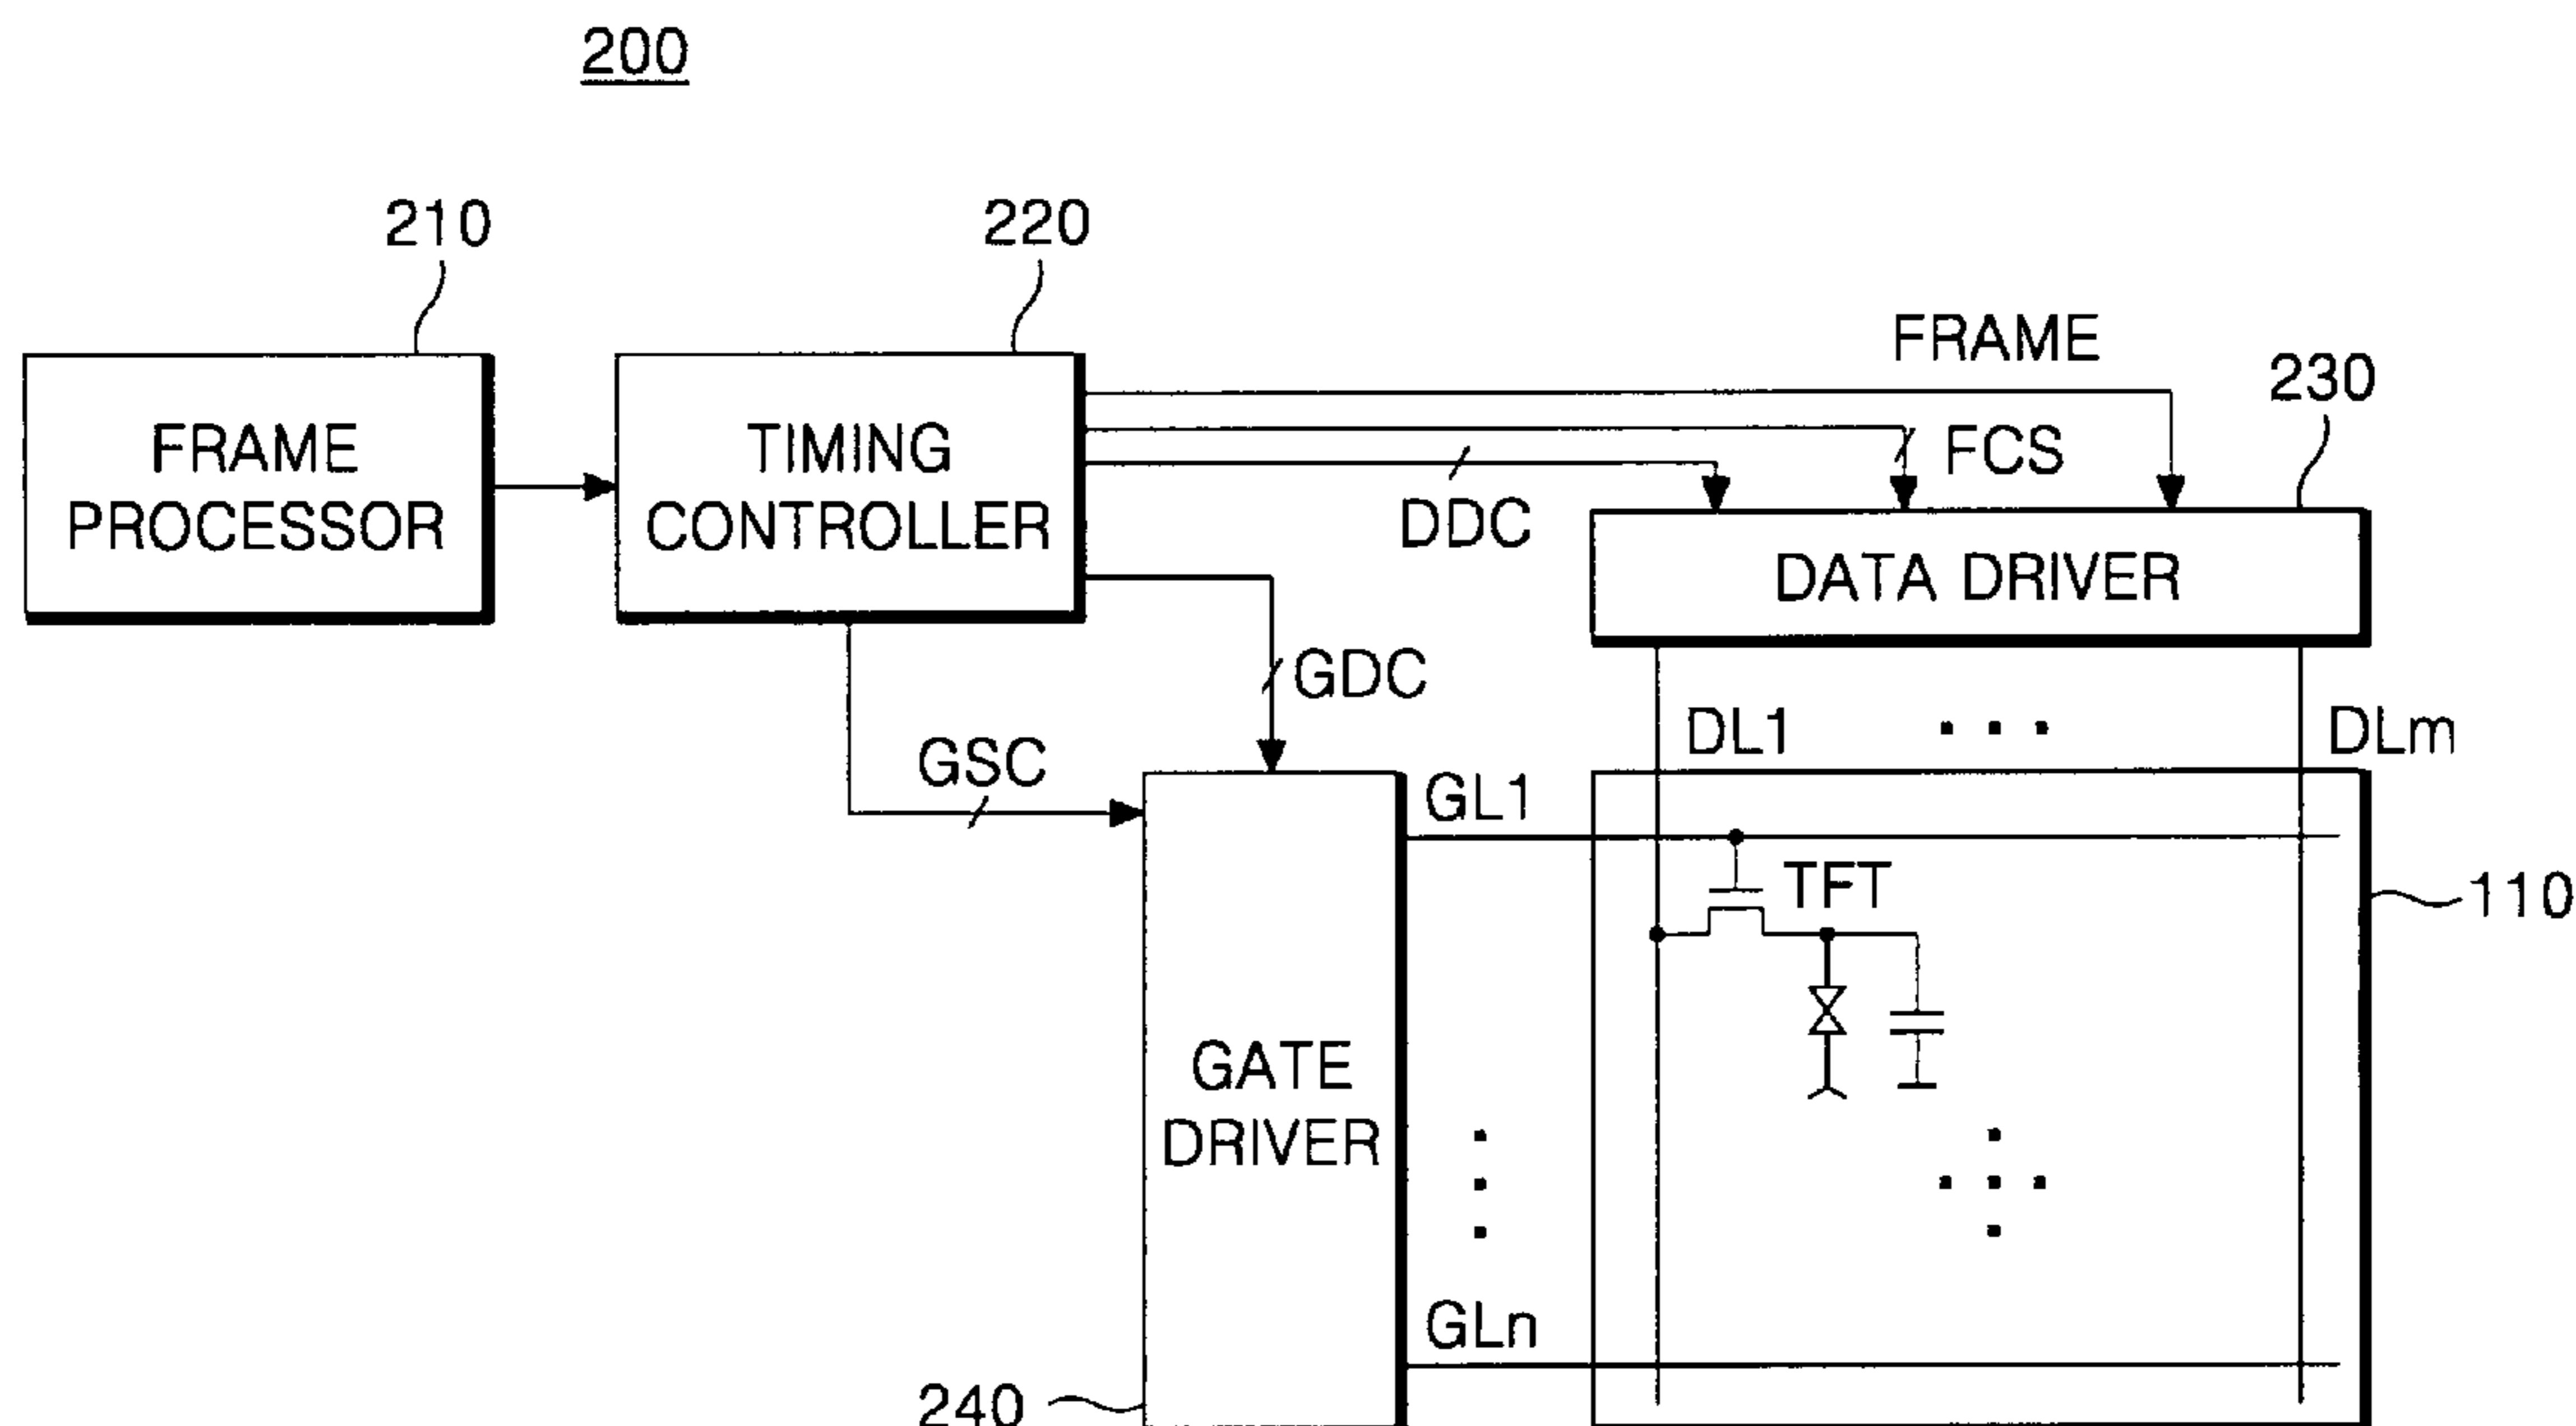 200
210
220
FRAME
230
FRAME
PROCESSOR
TIMING
CONTROLLER
FCS
DDC
DATA DRIVER
GDC
DL1
DLm
GSC
GL1
TFT
110
GATE
DRIVER
GLn
240